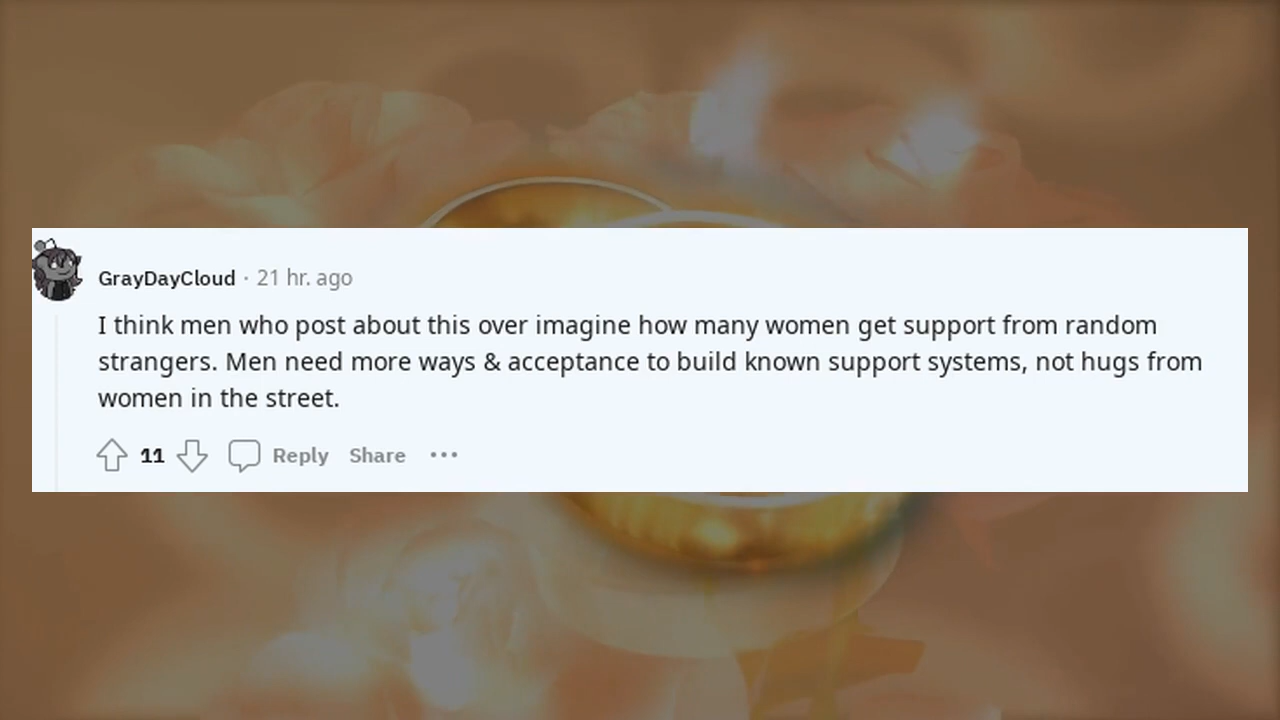 GrayDayCloud · 21 hr. ago
I think men who post about this over imagine how many women get support from random
strangers. Men need more ways & acceptance to build known support systems, not hugs from
women in the street.
11 Reply Share ···